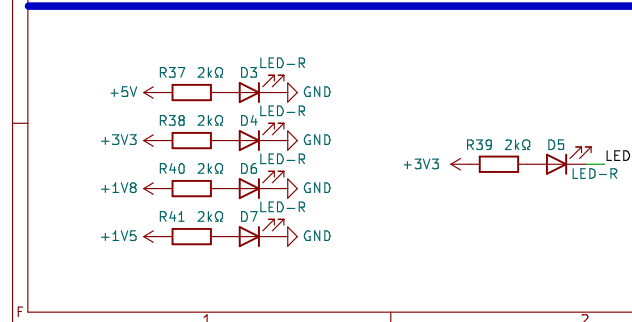 LED-R
R37 2kΩ D3
+5V GND
LED-R
R38 2kΩ D4
+3V3 GND
LED-R
R40 2kΩ D6
+1V8 GND
LED-R
R41 2kΩ D7
+1V5 GND
R39 2kΩ D5
LED
+3V3
LED-R
F
1
2